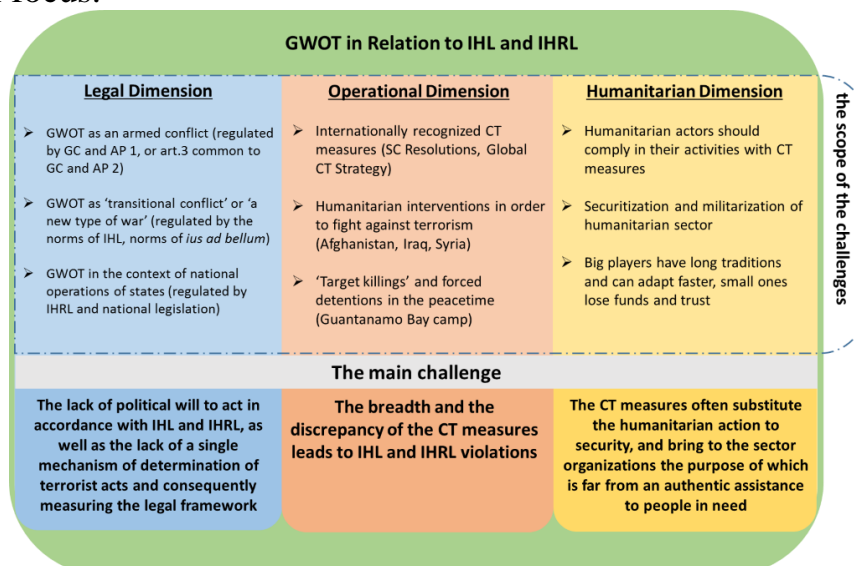 GWOT in Relation to IHL and IHRL
Legal Dimension
➢ GWOT as an armed conflict (regulated
by GC and AP 1, or art.3 common to
GC and AP 2)
➢ GWOT as ‘transitional conflict’ or ‘a
new type of war’ (regulated by the
norms of IHL, norms of ius ad bellum)
➢ GWOT in the context of national
operations of states (regulated by
IHRL and national legislation)
Operational Dimension
➢ Internationally recognized CT
measures (SC Resolutions, Global
CT Strategy)
➢ Humanitarian interventions in order
to fight against terrorism
(Afghanistan, Iraq, Syria)
➢ ‘Target killings’ and forced
detentions in the peacetime
(Guantanamo Bay camp)
Humanitarian Dimension
➢ Humanitarian actors should
comply in their activities with CT
measures
➢ Securitization and militarization of
humanitarian sector
➢ Big players have long traditions
and can adapt faster, small ones
lose funds and trust
the scope of the challenges
The main challenge
The lack of political will to act in
accordance with IHL and IHRL, as
well as the lack of a single
mechanism of determination of
terrorist acts and consequently
measuring the legal framework
The breadth and the
discrepancy of the CT measures
leads to IHL and IHRL violations
The CT measures often substitute
the humanitarian action to
security, and bring to the sector
organizations the purpose of which
is far from an authentic assistance
to people in need